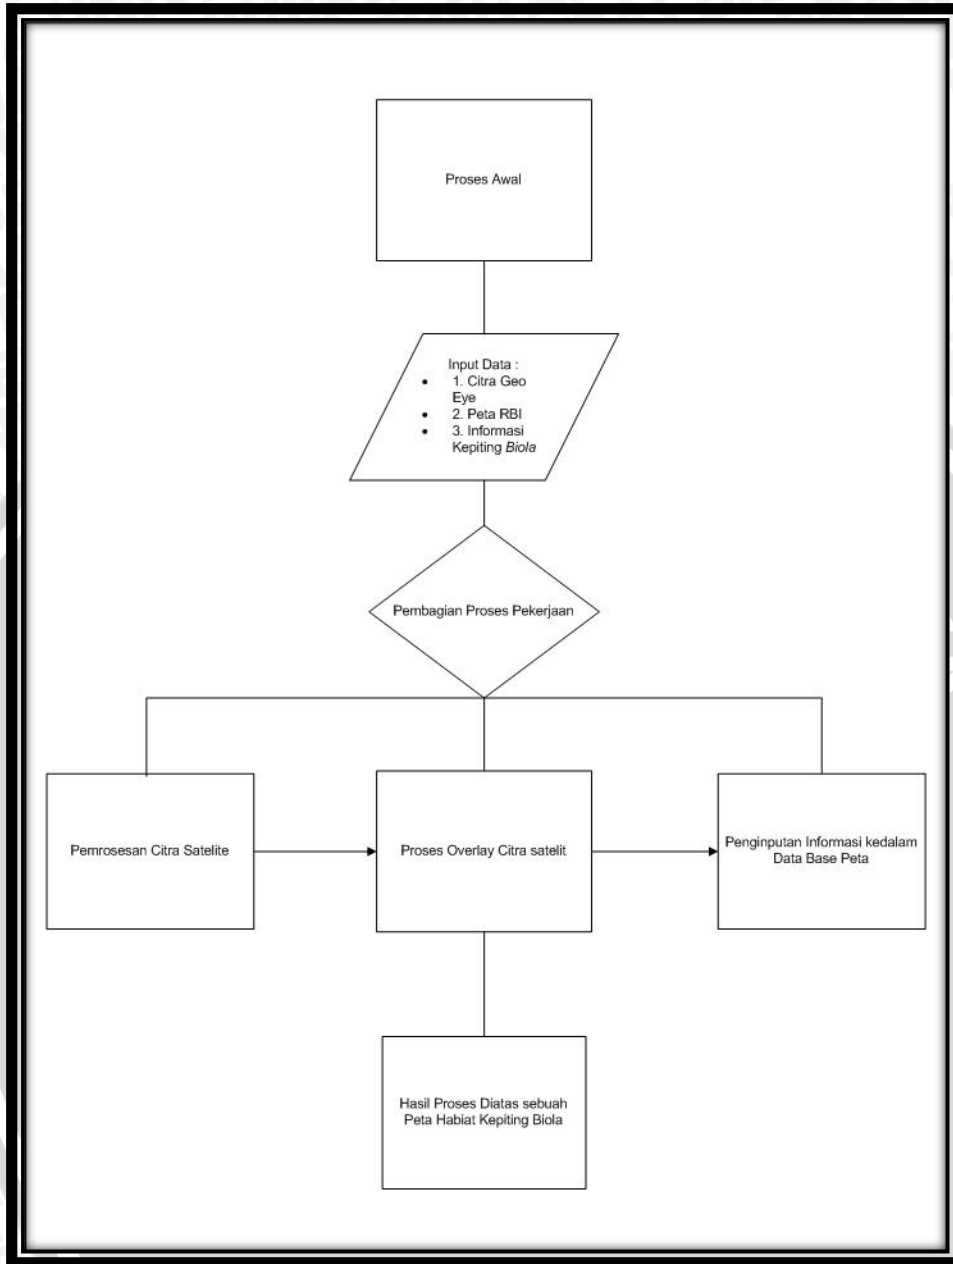 Proses Awal
Input Data :
• 1. Citra Geo
Eye
• 2. Peta RBI
• 3. Informasi
Kepiting Biola
Pembagian Proses Pekerjaan
Pemrosesan Citra Satelite
Proses Overlay Citra satelit
Penginputan Informasi kedalam
Data Base Peta
Hasil Proses Diatas sebuah
Peta Habiat Kepiting Biola